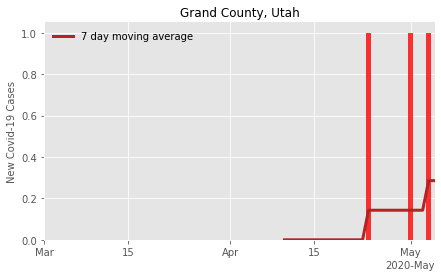 Grand County, Utah
7 day moving average
New Covid-19 Cases
1.0
0.8
0.6
0.4
0.2
0.0
Mar 15 Apr 15 May
2020-May